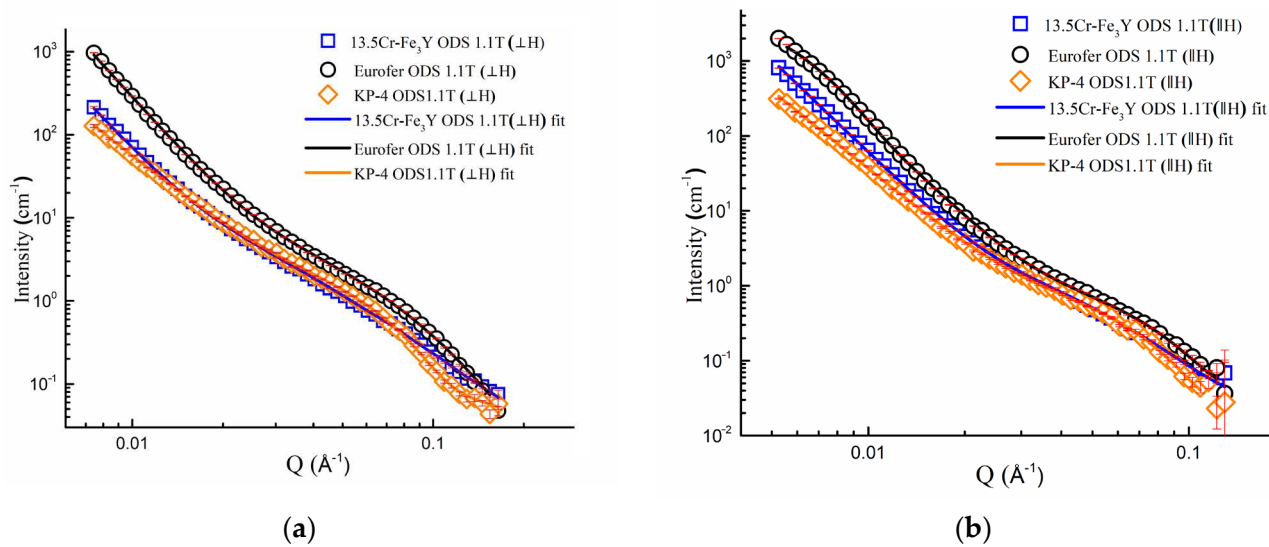 a)
10³
10²
10¹
10⁰
10⁻¹
Intensity (cm⁻¹)
13.5Cr-Fe₃Y ODS 1.1T (⊥H)
Eurofer ODS 1.1T (⊥H)
KP-4 ODS1.1T (⊥H)
13.5Cr-Fe₃Y ODS 1.1T(⊥H) fit
Eurofer ODS 1.1T (⊥H) fit
KP-4 ODS1.1T (⊥H) fit
0.01
0.1
Q (Å⁻¹)
(a)
b)
10³
10²
10¹
10⁰
10⁻¹
10⁻²
Intensity (cm⁻¹)
13.5Cr-Fe₃Y ODS 1.1T(∥H)
Eurofer ODS 1.1T (∥H)
KP-4 ODS1.1T (∥H)
13.5Cr-Fe₃Y ODS 1.1T(∥H) fit
Eurofer ODS 1.1T (∥H) fit
KP-4 ODS1.1T (∥H) fit
0.01
0.1
Q (Å⁻¹)
(b)